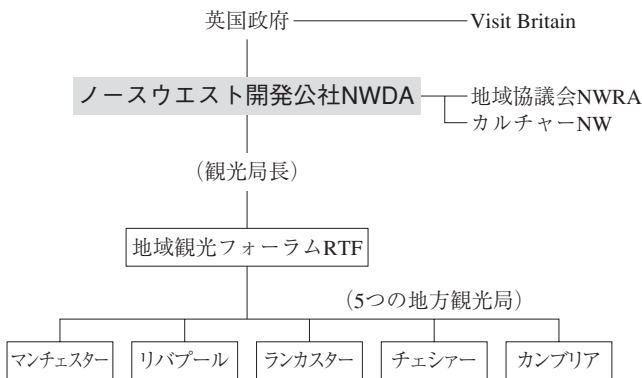 英国政府 Visit Britain
ノースウエスト開発公社NWDA 地域協議会NWRA
カルチャーNW
(観光局長)
地域観光フォーラムRTF
(5つの地方観光局)
マンチェスター リバプール ランカスター チェシャー カンブリア